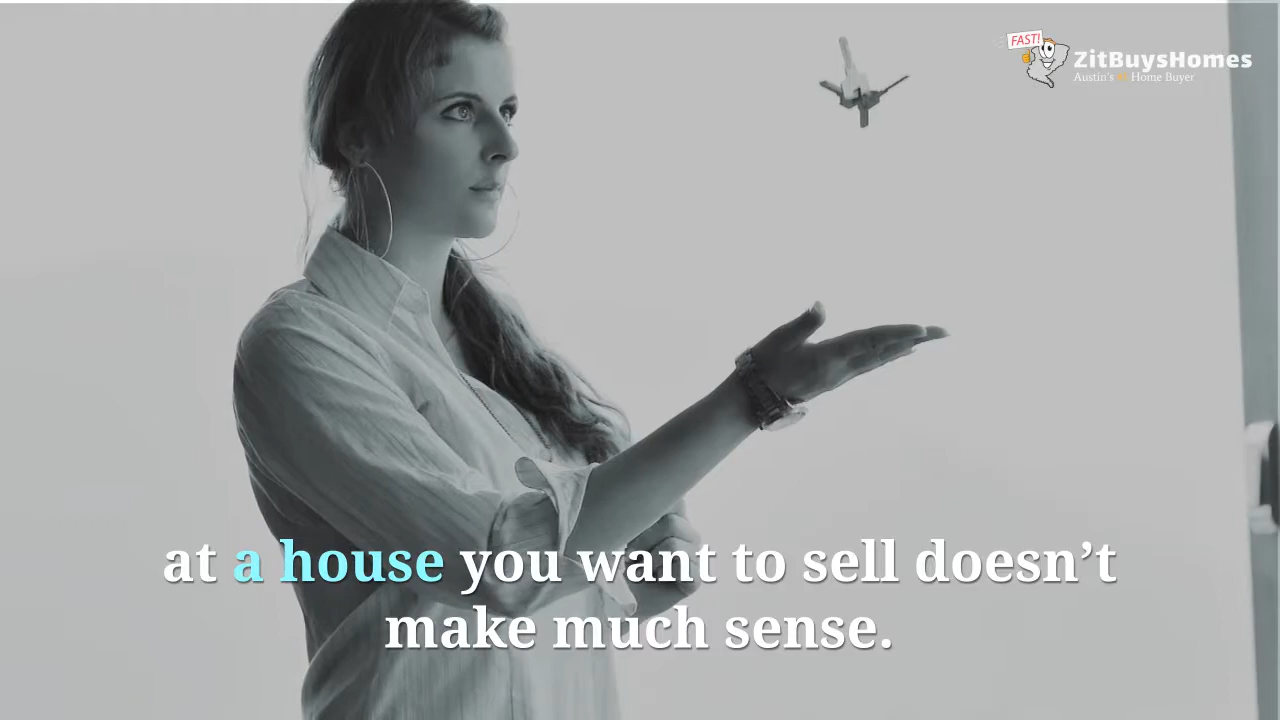 FAST!
ZitBuysHomes
Austin's Home Buyer
at a house you want to sell doesn’t
make much sense.